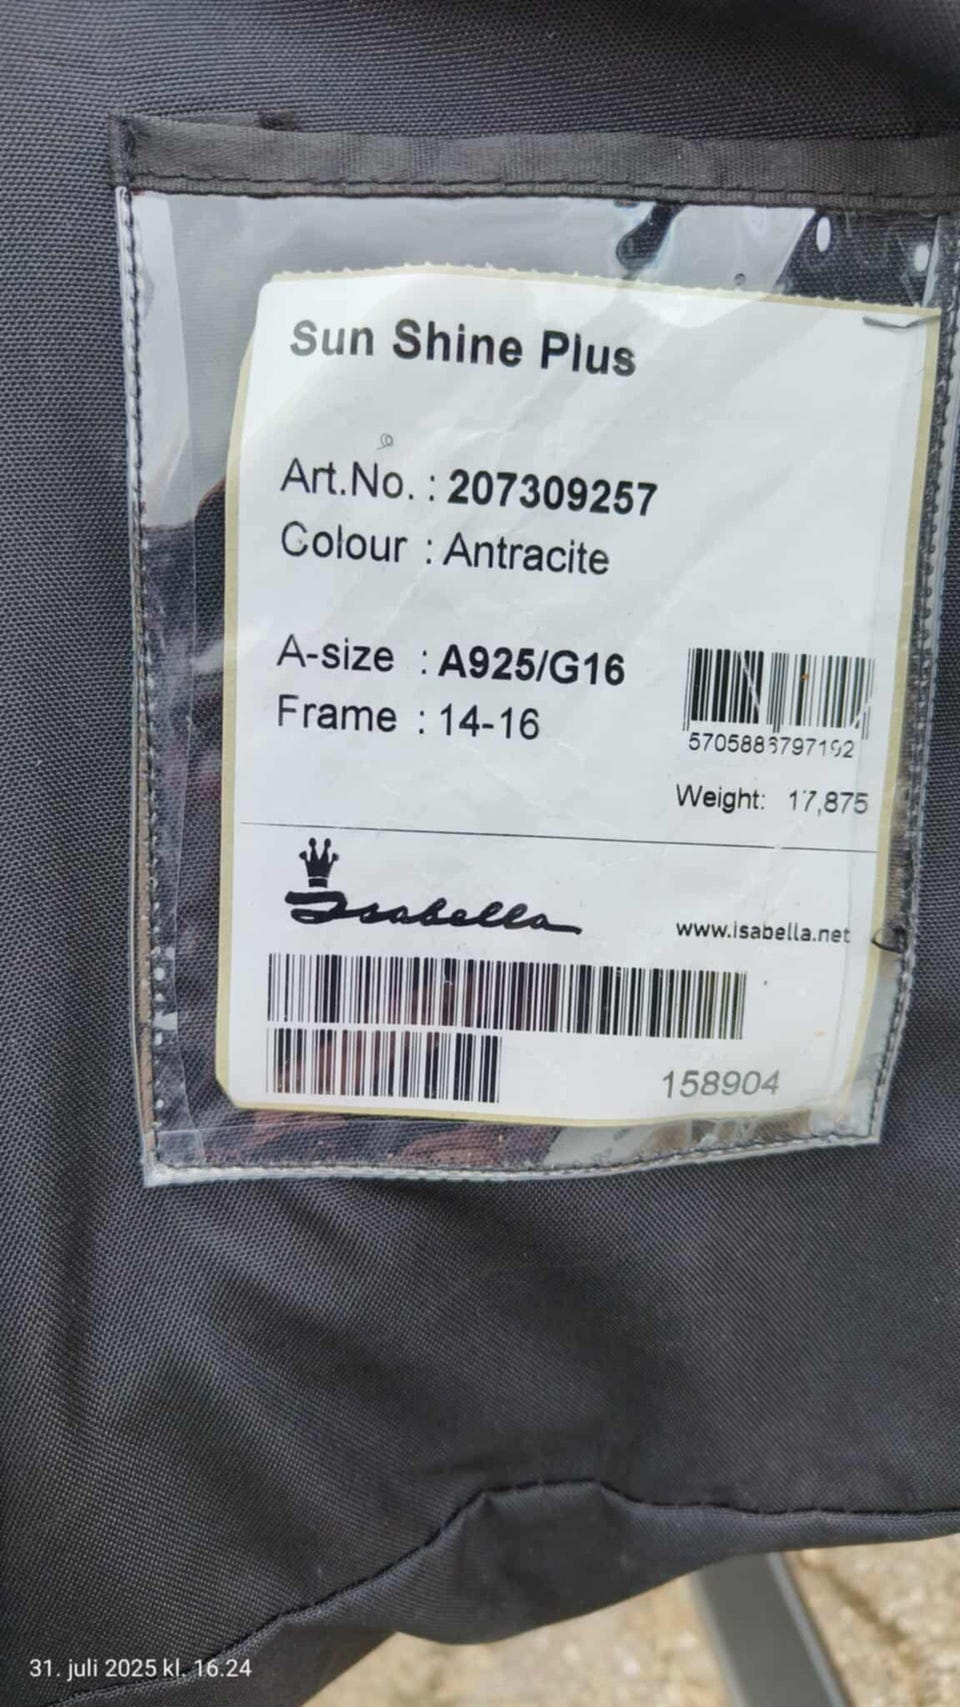 Sun Shine Plus
Art.No. : 207309257
Colour : Antracite
A-size : A925/G16
Frame : 14-16
Weight: 17,875
Isabella
www.isabella.net
158904
31. juli 2025 kl. 16.24